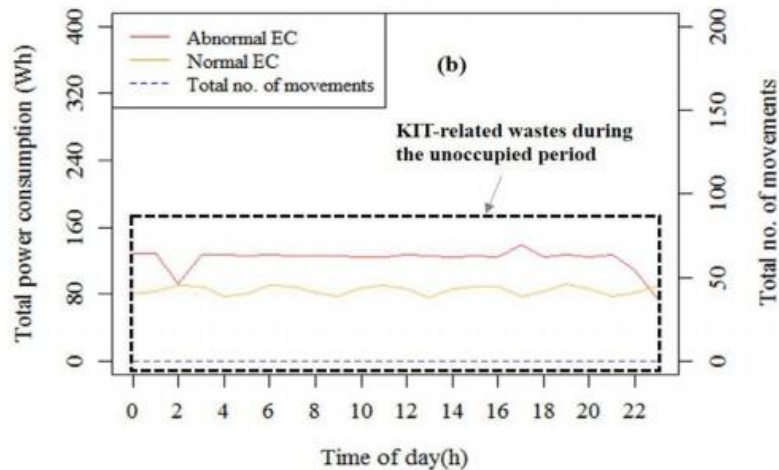 Abnormal EC
Normal EC
Total no. of movements
(b)
KIT-related wastes during
the unoccupied period
Total power consumption (Wh)
400
320
240
160
80
0
200
150
100
50
0
Total no. of movements
0 2 4 6 8 10 12 14 16 18 20 22
Time of day(h)